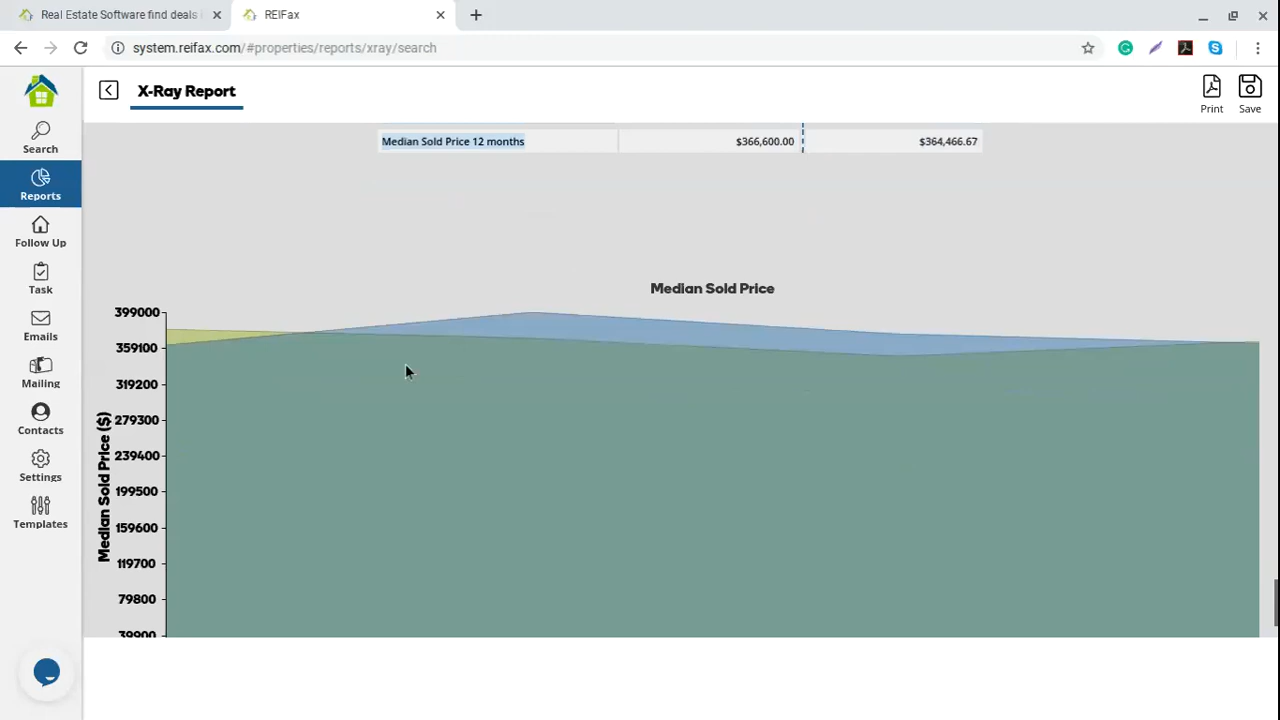 Real Estate Software find deals
REIFax
system.reifax.com/#properties/reports/xray/search
X-Ray Report
Print
Save
Search
Reports
Follow Up
Task
Emails
Mailing
Contacts
Settings
Templates
Median Sold Price 12 months $366,600.00 $364,466.67
Median Sold Price
Median Sold Price ($)
399000
359100
319200
279300
239400
199500
159600
119700
79800
39900